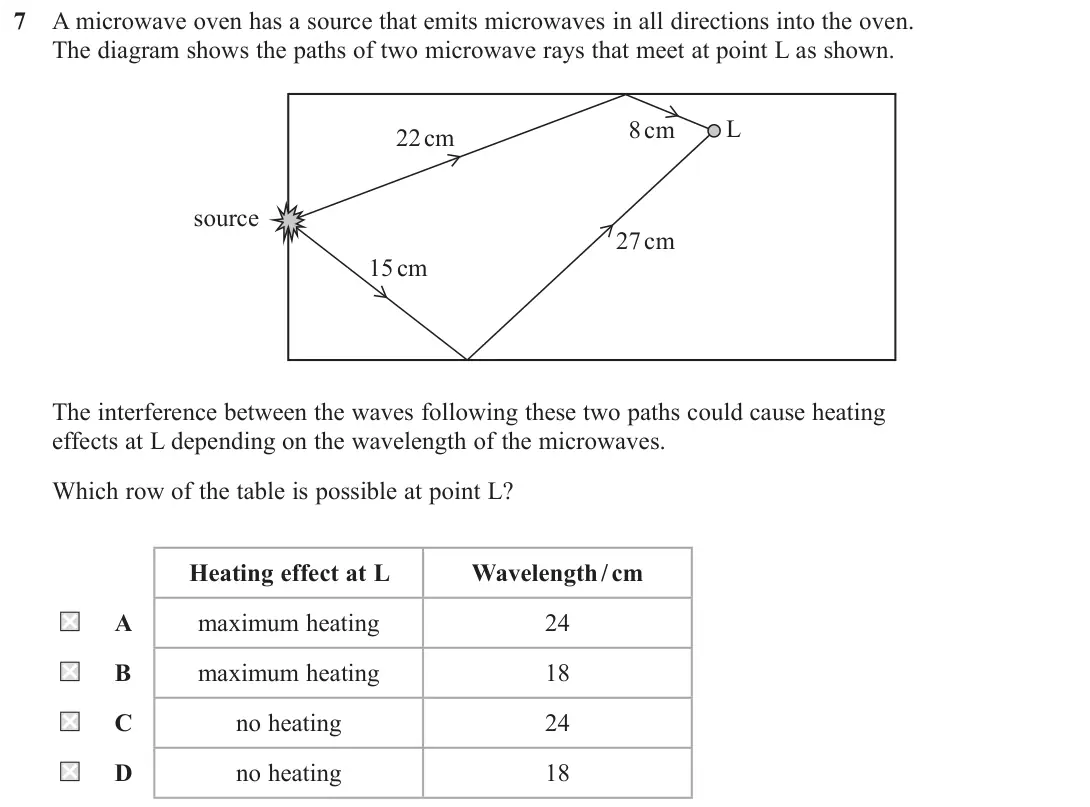 7 A microwave oven has a source that emits microwaves in all directions into the oven.
The diagram shows the paths of two microwave rays that meet at point L as shown.
22 cm
8 cm
L
source
27 cm
15 cm
The interference between the waves following these two paths could cause heating
effects at L depending on the wavelength of the microwaves.
Which row of the table is possible at point L?
Heating effect at L Wavelength / cm
A maximum heating 24
B maximum heating 18
C no heating 24
D no heating 18